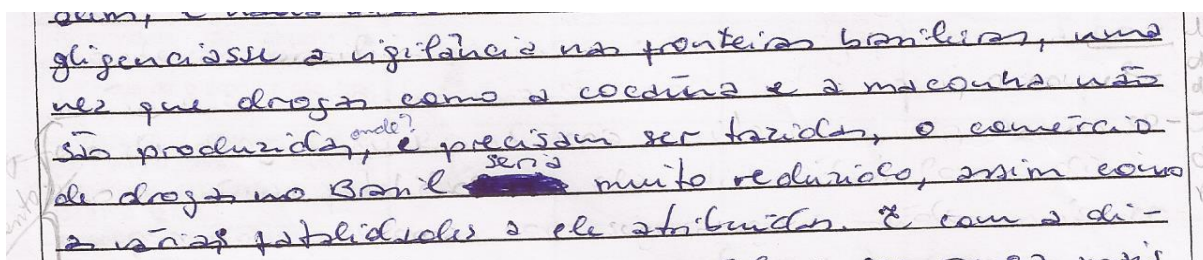 gligenciasse a vigilância nas fronteiras brasileiras, uma
vez que drogas como a cocaína e a maconha não
onde?
são produzidas, e precisam ser trazidas, o comércio
seria
de drogas no Brasil muito reduzido, assim como
as várias fatalidades a ele atribuídas. E com a di-